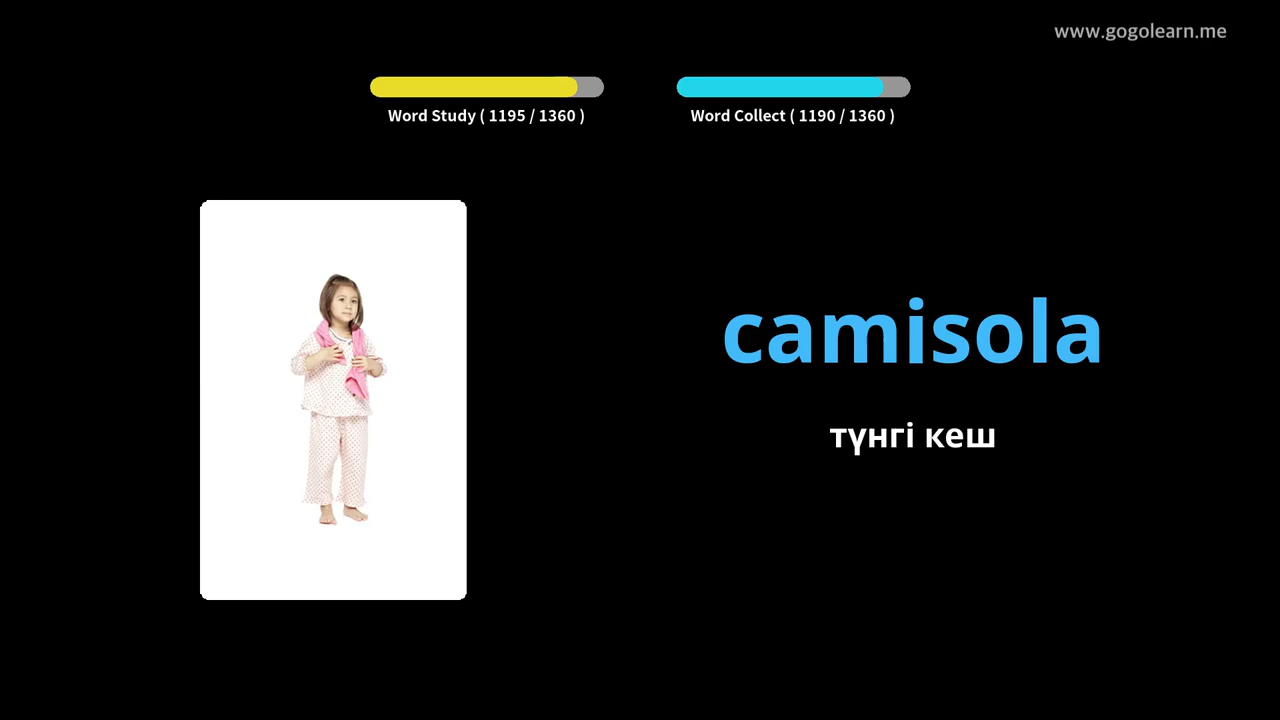 www.gogolearn.me
Word Study ( 1195 / 1360 )
Word Collect ( 1190 / 1360 )
camisola
түнгі кеш